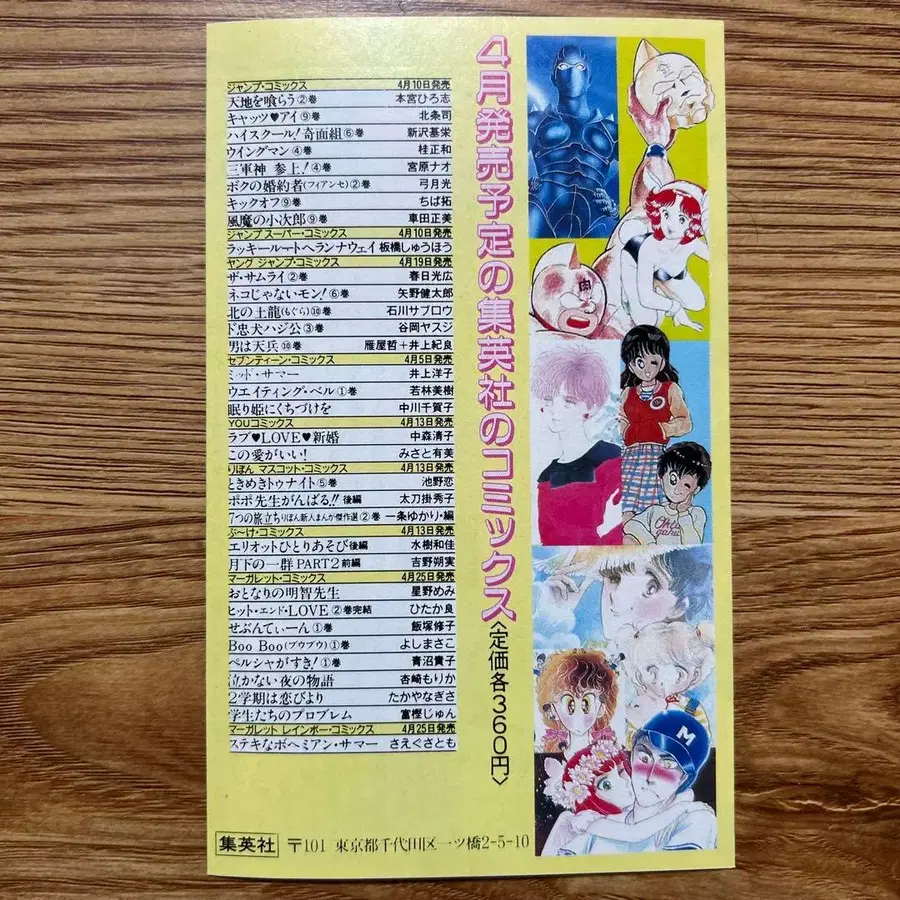 4月発売予定の集英社のコミックス〈定価各360円〉
ジャンプ・コミックス 4月10日発売
天地を喰らう②巻 本宮ひろ志
キャッツ♥アイ⑨巻 北条司
ハイスクール!奇面組⑥巻 新沢基栄
ウイングマン④巻 桂正和
三軍神 参上!④巻 宮原ナオ
ボクの婚約者(フィアンセ)②巻 弓月光
キックオフ⑨巻 ちば拓
風魔の小次郎⑨巻 車田正美
ジャンプスーパー・コミックス 4月10日発売
ラッキールートへランナウェイ 板橋しゅうほう
ヤング ジャンプ・コミックス 4月19日発売
ザ・サムライ②巻 春日光広
ネコじゃないモン!⑥巻 矢野健太郎
北の土龍(もぐら)⑩巻 石川サブロウ
ド忠犬ハジ公③巻 谷岡ヤスジ
男は天兵⑩巻 雁屋哲+井上紀良
セブンティーン・コミックス 4月5日発売
ミッド・サマー 井上洋子
ウエイティング・ベル①巻 若林美樹
眠り姫にくちづけを 中川千賀子
YOUコミックス 4月13日発売
ラブ♥LOVE♥新婚 中森清子
この愛がいい! みさと有美
りぼん マスコット・コミックス 4月13日発売
ときめきトゥナイト⑤巻 池野恋
ポポ先生がんばる!!後編 太刀掛秀子
7つの旅立ちりぼん新人まんが傑作選②巻 一条ゆかり・編
ぶ〜け・コミックス 4月13日発売
エリオットひとりあそび後編 水樹和佳
月下の一群PART2前編 吉野朔実
マーガレット・コミックス 4月25日発売
おとなりの明智先生 星野めみ
ヒット・エンド・LOVE②巻完結 ひたか良
せぶんてぃーん①巻 飯塚修子
Boo Boo(ブウブウ)①巻 よしまさこ
ペルシャがすき!①巻 青沼貴子
泣かない夜の物語 杏崎もりか
2学期は恋びより たかやなぎさ
学生たちのプロブレム 富樫じゅん
マーガレット レインボー・コミックス 4月25日発売
ステキなボヘミアン・サマー さえぐさとも
集英社 〒101 東京都千代田区一ツ橋2-5-10
肉
M